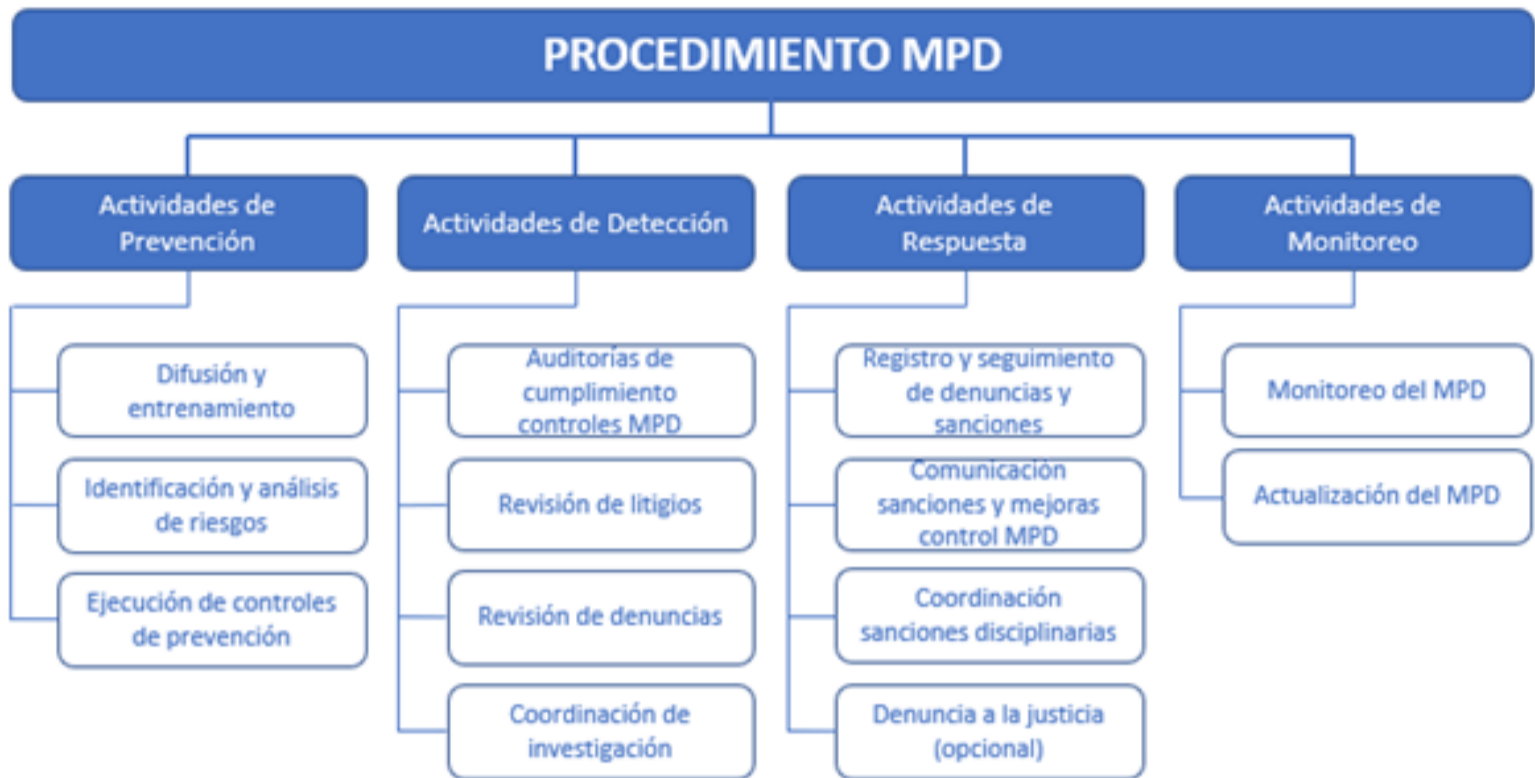 PROCEDIMIENTO MPD
Actividades de
Prevención
Difusión y
entrenamiento
Identificación y análisis
de riesgos
Ejecución de controles
de prevención
Actividades de Detección
Auditorías de
cumplimiento
controles MPD
Revisión de litigios
Revisión de denuncias
Coordinación de
investigación
Actividades de
Respuesta
Registro y seguimiento
de denuncias y
sanciones
Comunicación
sanciones y mejoras
control MPD
Coordinación
sanciones disciplinarias
Denuncia a la justicia
(opcional)
Actividades de
Monitoreo
Monitoreo del MPD
Actualización del MPD